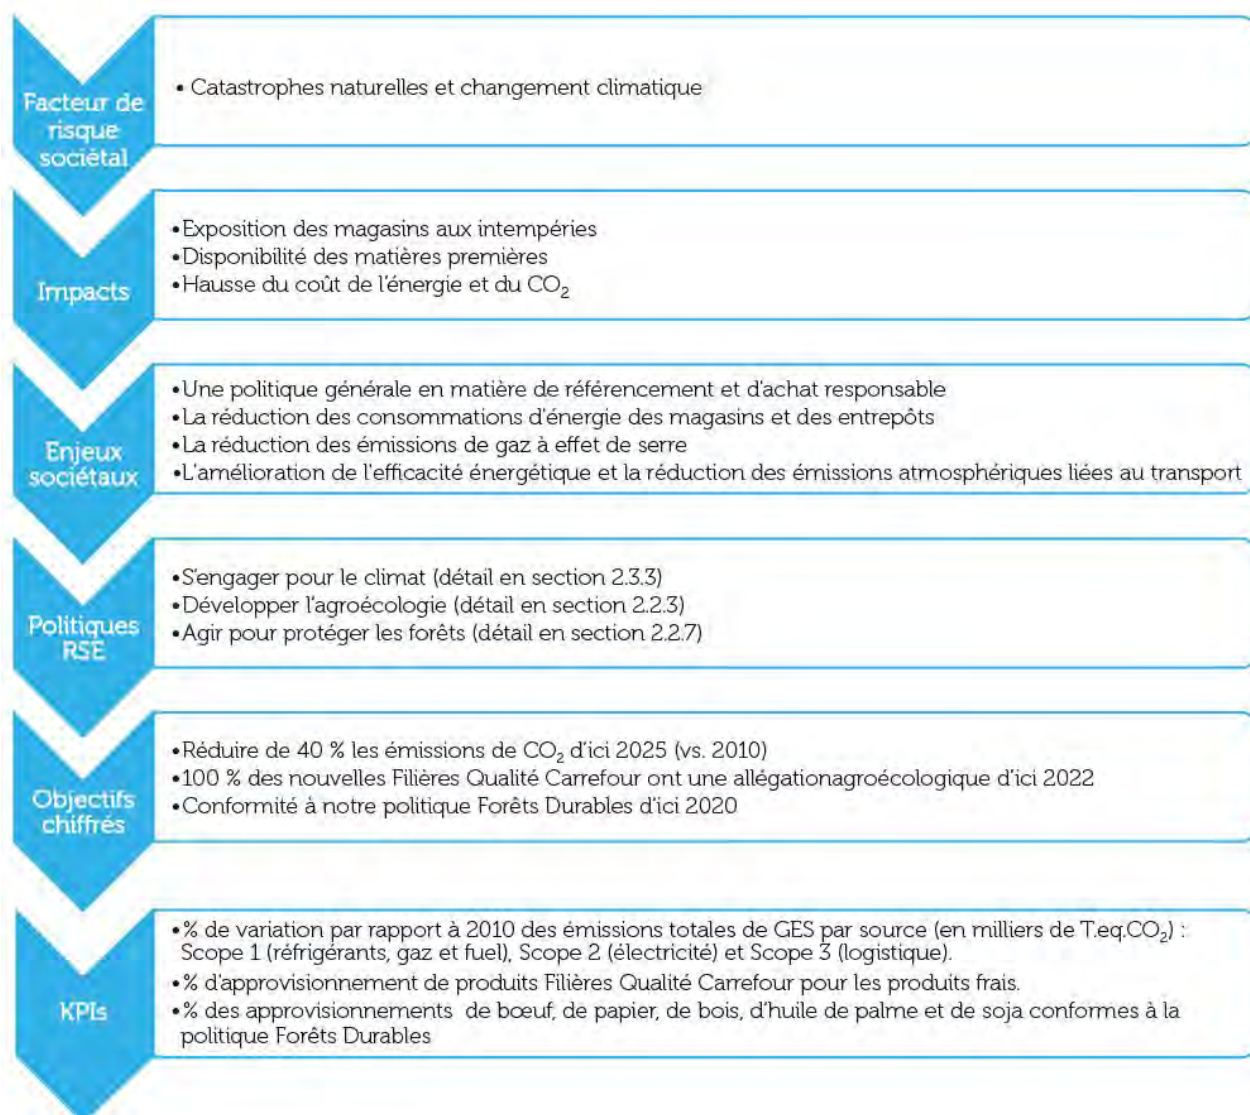 Facteur de
risque
sociétal
• Catastrophes naturelles et changement climatique
Impacts
•Exposition des magasins aux intempéries
•Disponibilité des matières premières
•Hausse du coût de l'énergie et du CO₂
Enjeux
sociétaux
•Une politique générale en matière de référencement et d'achat responsable
•La réduction des consommations d'énergie des magasins et des entrepôts
•La réduction des émissions de gaz à effet de serre
•L'amélioration de l'efficacité énergétique et la réduction des émissions atmosphériques liées au transport
Politiques
RSE
•S'engager pour le climat (détail en section 2.3.3)
•Développer l'agroécologie (détail en section 2.2.3)
•Agir pour protéger les forêts (détail en section 2.2.7)
Objectifs
chiffrés
•Réduire de 40 % les émissions de CO₂ d'ici 2025 (vs. 2010)
•100 % des nouvelles Filières Qualité Carrefour ont une allégationagroécologique d'ici 2022
•Conformité à notre politique Forêts Durables d'ici 2020
KPIs
•% de variation par rapport à 2010 des émissions totales de GES par source (en milliers de T.eq.CO₂) :
Scope 1 (réfrigérants, gaz et fuel), Scope 2 (électricité) et Scope 3 (logistique).
•% d'approvisionnement de produits Filières Qualité Carrefour pour les produits frais.
•% des approvisionnements de bœuf, de papier, de bois, d'huile de palme et de soja conformes à la
politique Forêts Durables